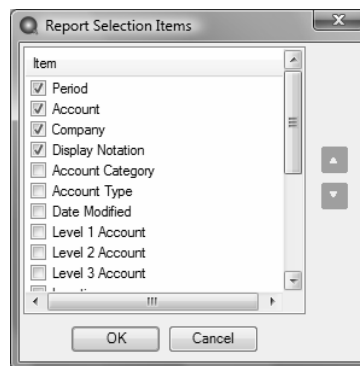 Report Selection Items
Item
Period
Account
Company
Display Notation
Account Category
Account Type
Date Modified
Level 1 Account
Level 2 Account
Level 3 Account
OK Cancel